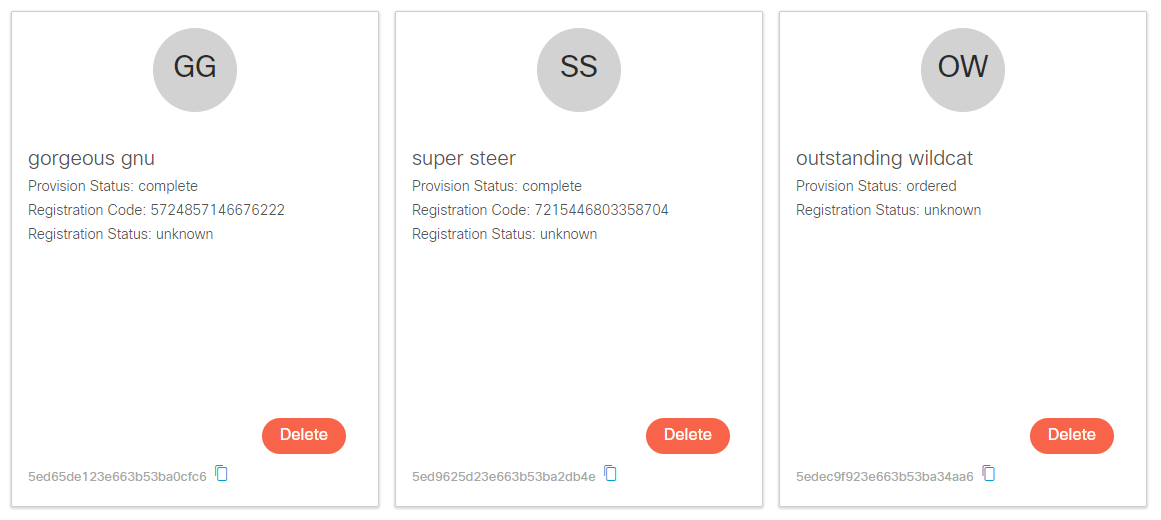 GG
gorgeous gnu
Provision Status: complete
Registration Code: 5724857146676222
Registration Status: unknown
Delete
5ed65de123e663b53ba0cfc6
SS
super steer
Provision Status: complete
Registration Code: 7215446803358704
Registration Status: unknown
Delete
5ed9625d23e663b53ba2db4e
OW
outstanding wildcat
Provision Status: ordered
Registration Status: unknown
Delete
5edec9f923e663b53ba34aa6